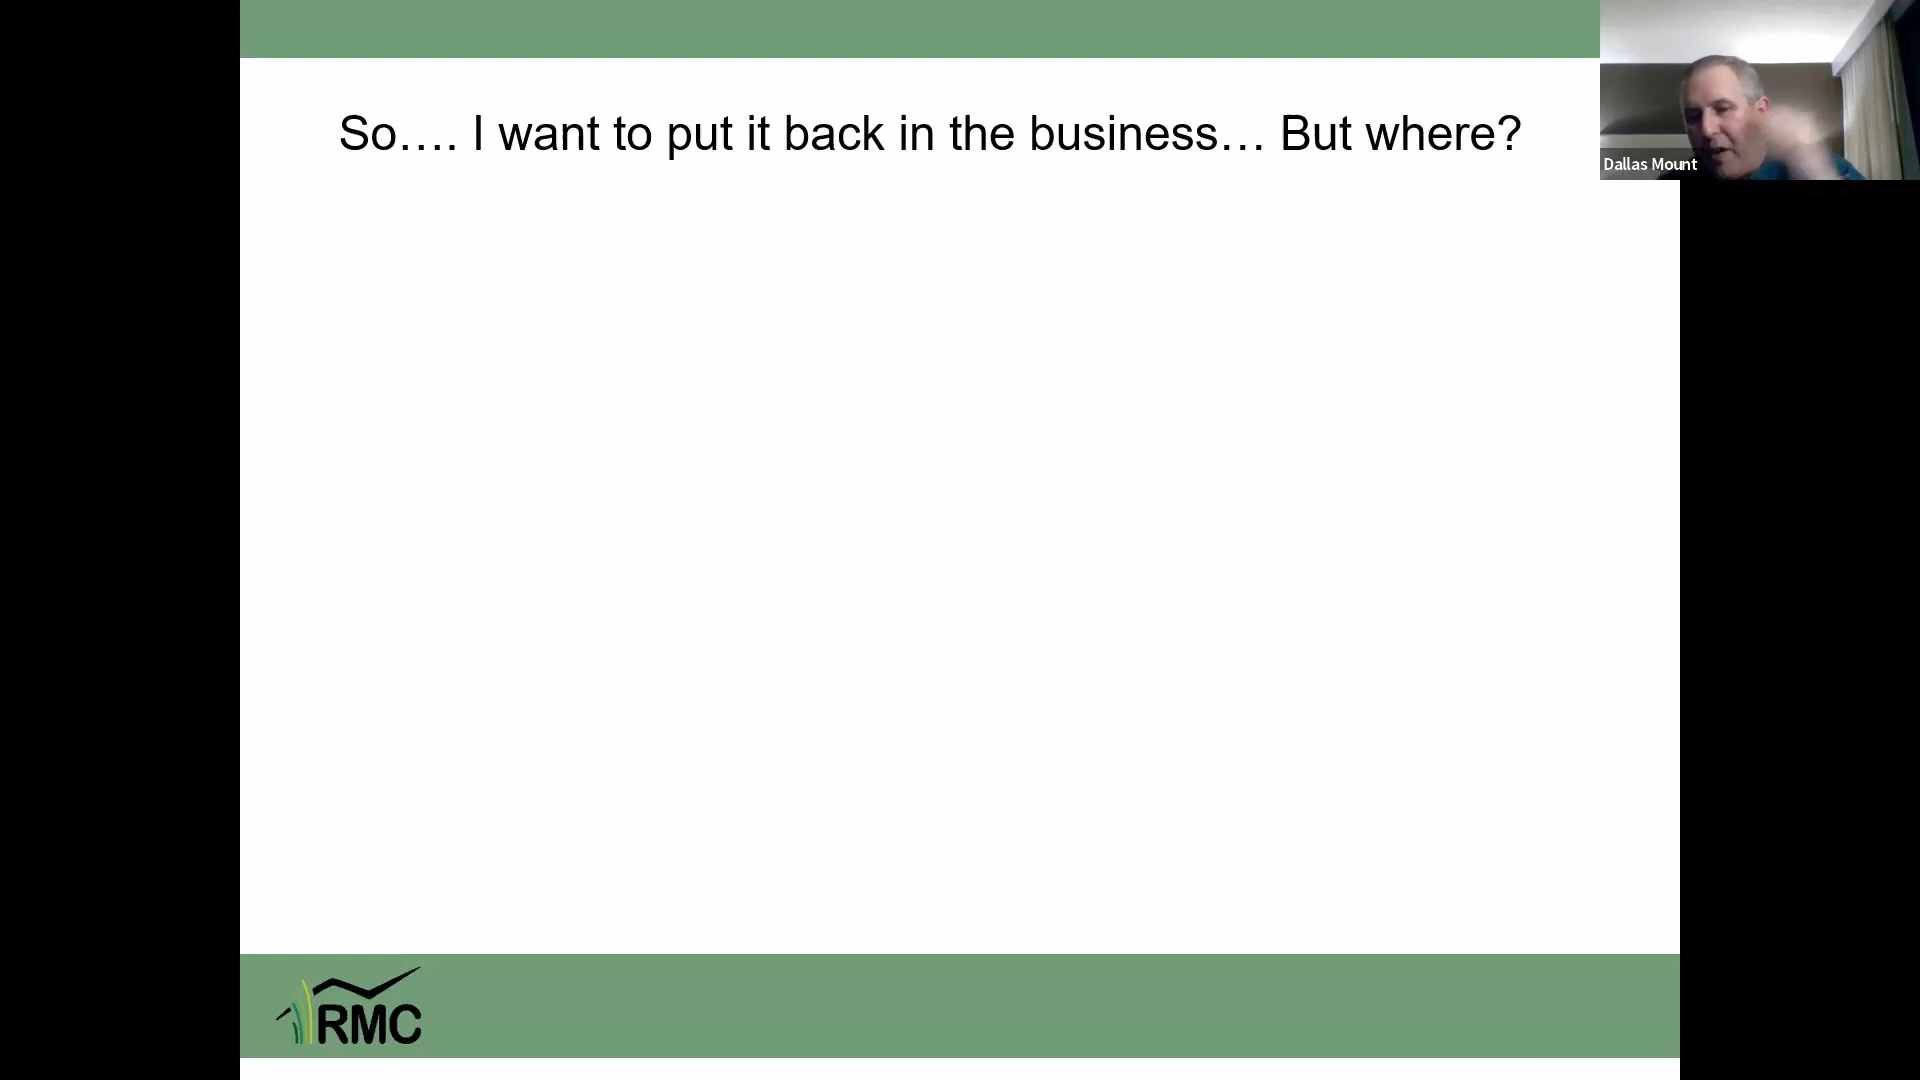 So.... I want to put it back in the business... But where?
Dallas Mount
RMC